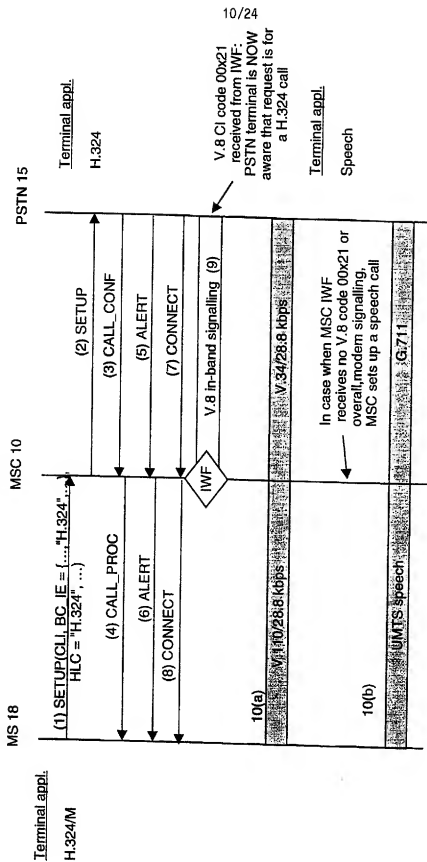 10/24
MS 18
MSC 10
PSTN 15
Terminal appl.
H.324/M
Terminal appl.
H.324
(1) SETUP(CLI, BC_IE = {...,"H.324",...}
HLC = "H.324", ...)
(2) SETUP
(3) CALL_CONF
(4) CALL_PROC
(5) ALERT
(6) ALERT
(7) CONNECT
(8) CONNECT
IWF
V.8 in-band signalling (9)
V.8 CI code 00x21
received from IWF:
PSTN terminal is NOW
aware that request is for
a H.324 call
10(a)
V.110/28.8 kbps
V.34/28.8 kbps
Terminal appl.
Speech
In case when MSC IWF
receives no V.8 code 00x21 or
overall,modem signalling,
MSC sets up a speech call
10(b)
UMTS speech
G.711